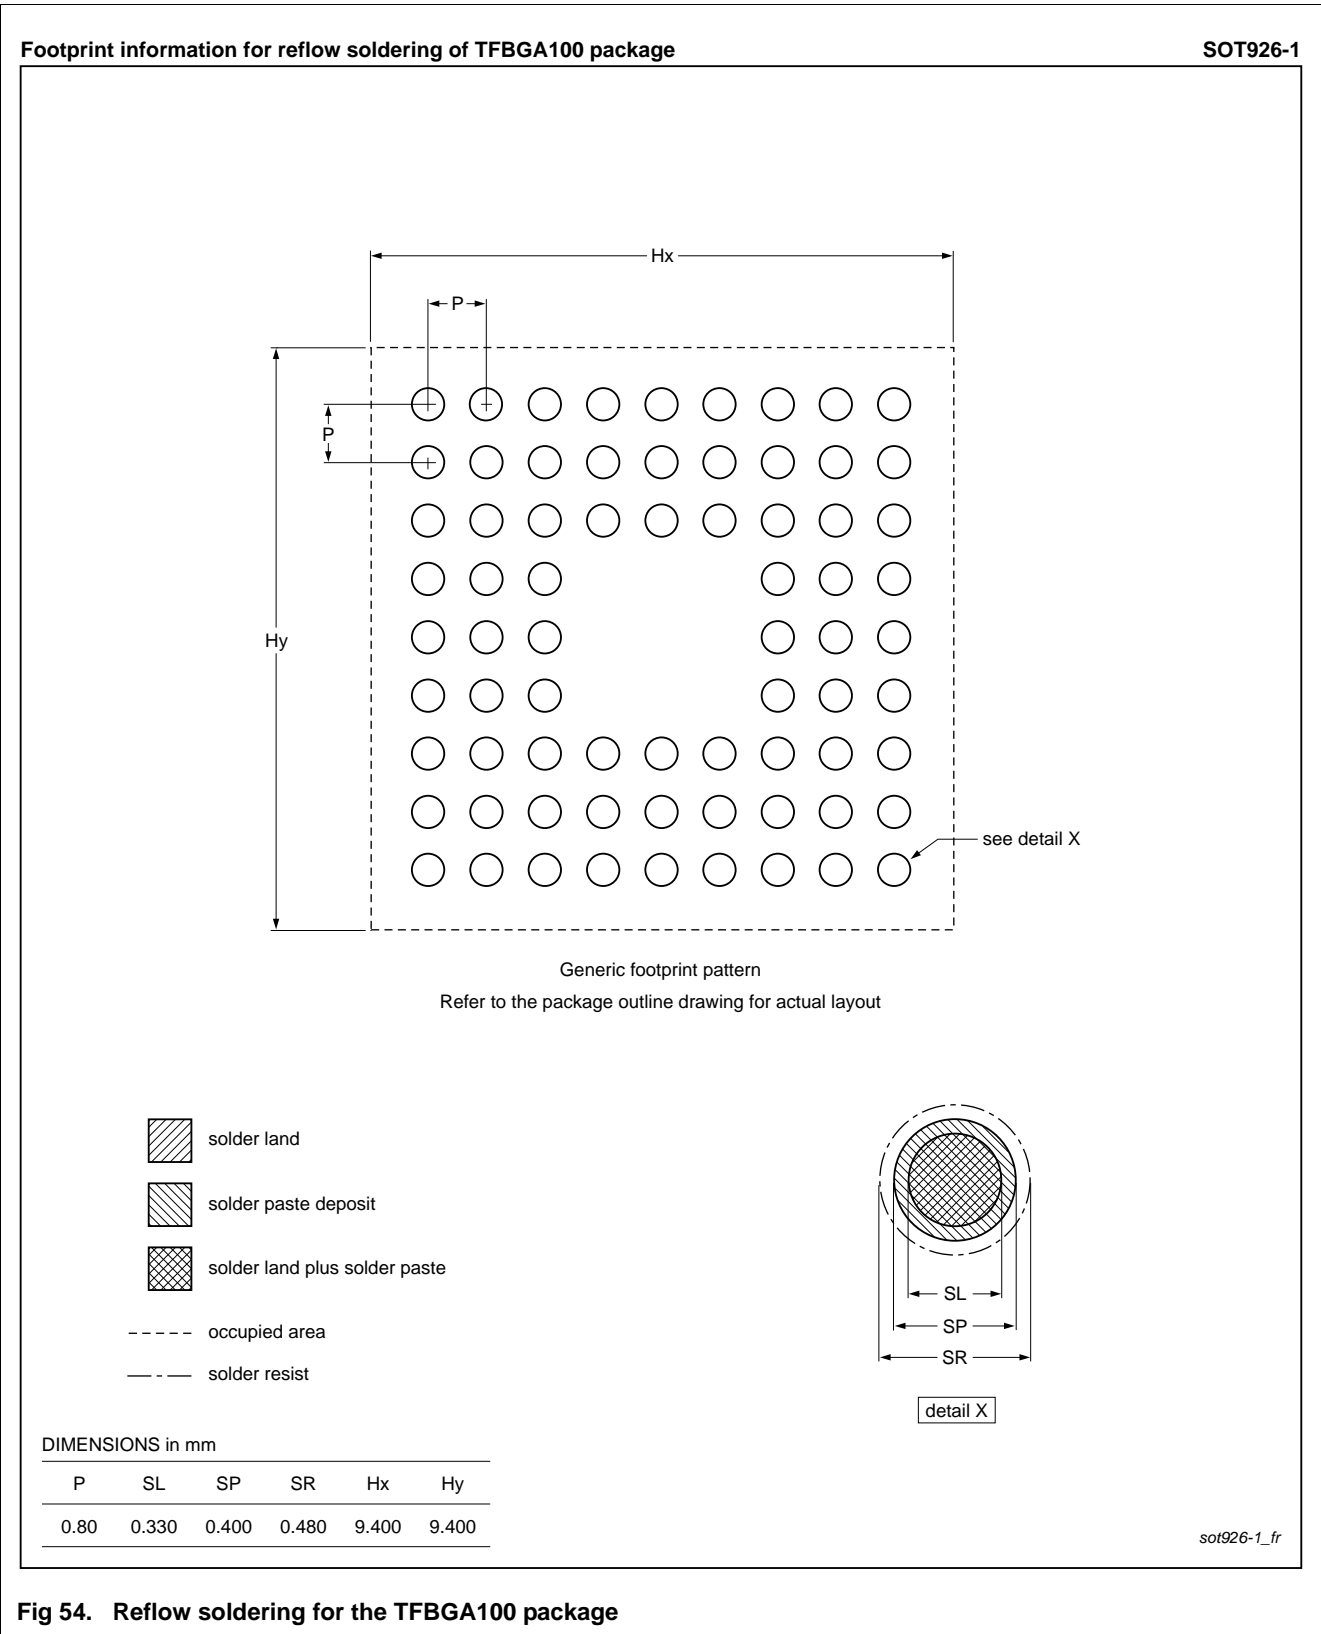 Footprint information for reflow soldering of TFBGA100 package SOT926-1
Hx
P
P
Hy
see detail X
Generic footprint pattern
Refer to the package outline drawing for actual layout
solder land
solder paste deposit
solder land plus solder paste
occupied area
solder resist
SL
SP
SR
detail X
DIMENSIONS in mm
P SL SP SR Hx Hy
0.80 0.330 0.400 0.480 9.400 9.400
sot926-1_fr
Fig 54. Reflow soldering for the TFBGA100 package